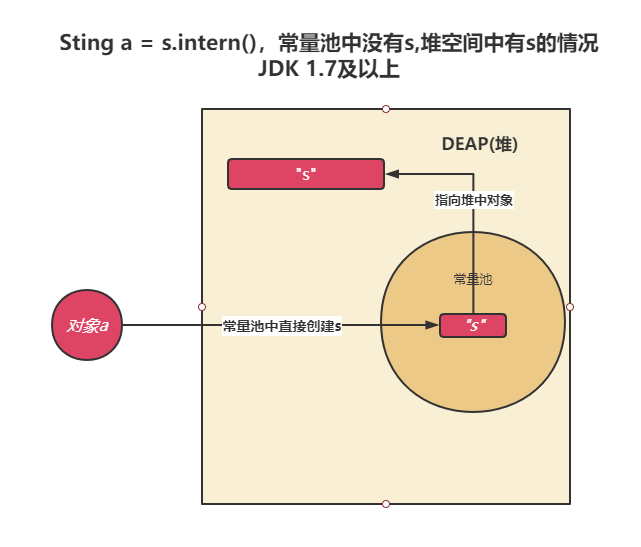 Sting a = s.intern()，常量池中没有s,堆空间中有s的情况
JDK 1.7及以上
DEAP(堆)
"s"
指向堆中对象
常量池
对象a
常量池中直接创建s
"s"